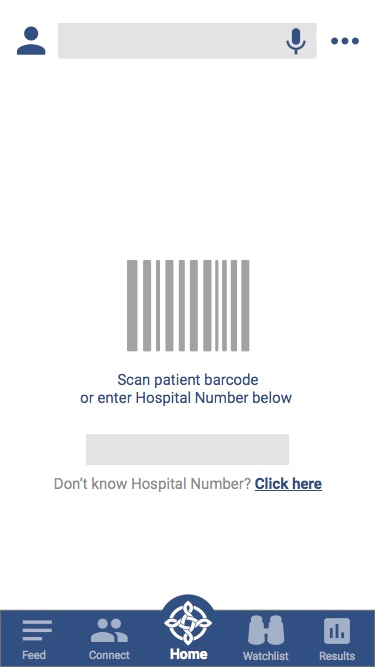 Scan patient barcode
or enter Hospital Number below
Don't know Hospital Number? Click here
Feed
Connect
Home
Watchlist
Results